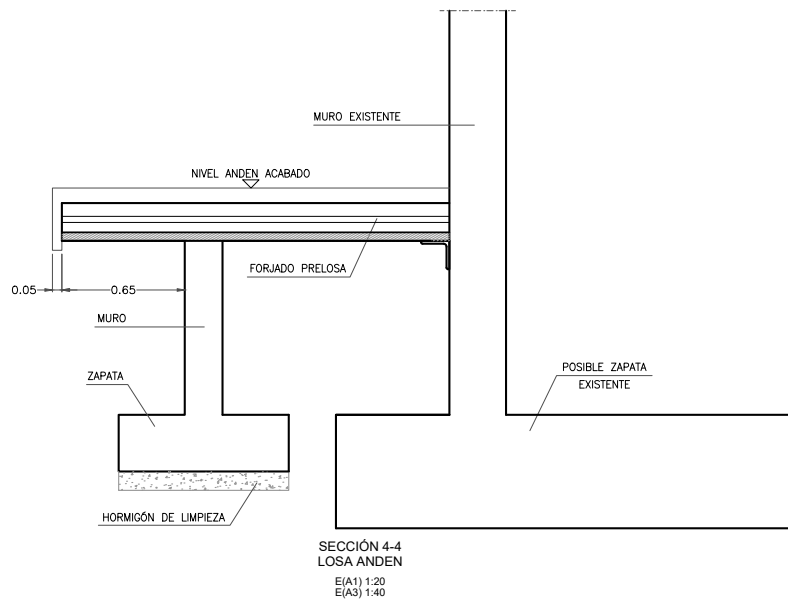 MURO EXISTENTE
NIVEL ANDEN ACABADO
FORJADO PRELOSA
0.05
0.65
MURO
ZAPATA
POSIBLE ZAPATA
EXISTENTE
HORMIGÓN DE LIMPIEZA
SECCIÓN 4-4
LOSA ANDEN
E(A1) 1:20
E(A3) 1:40